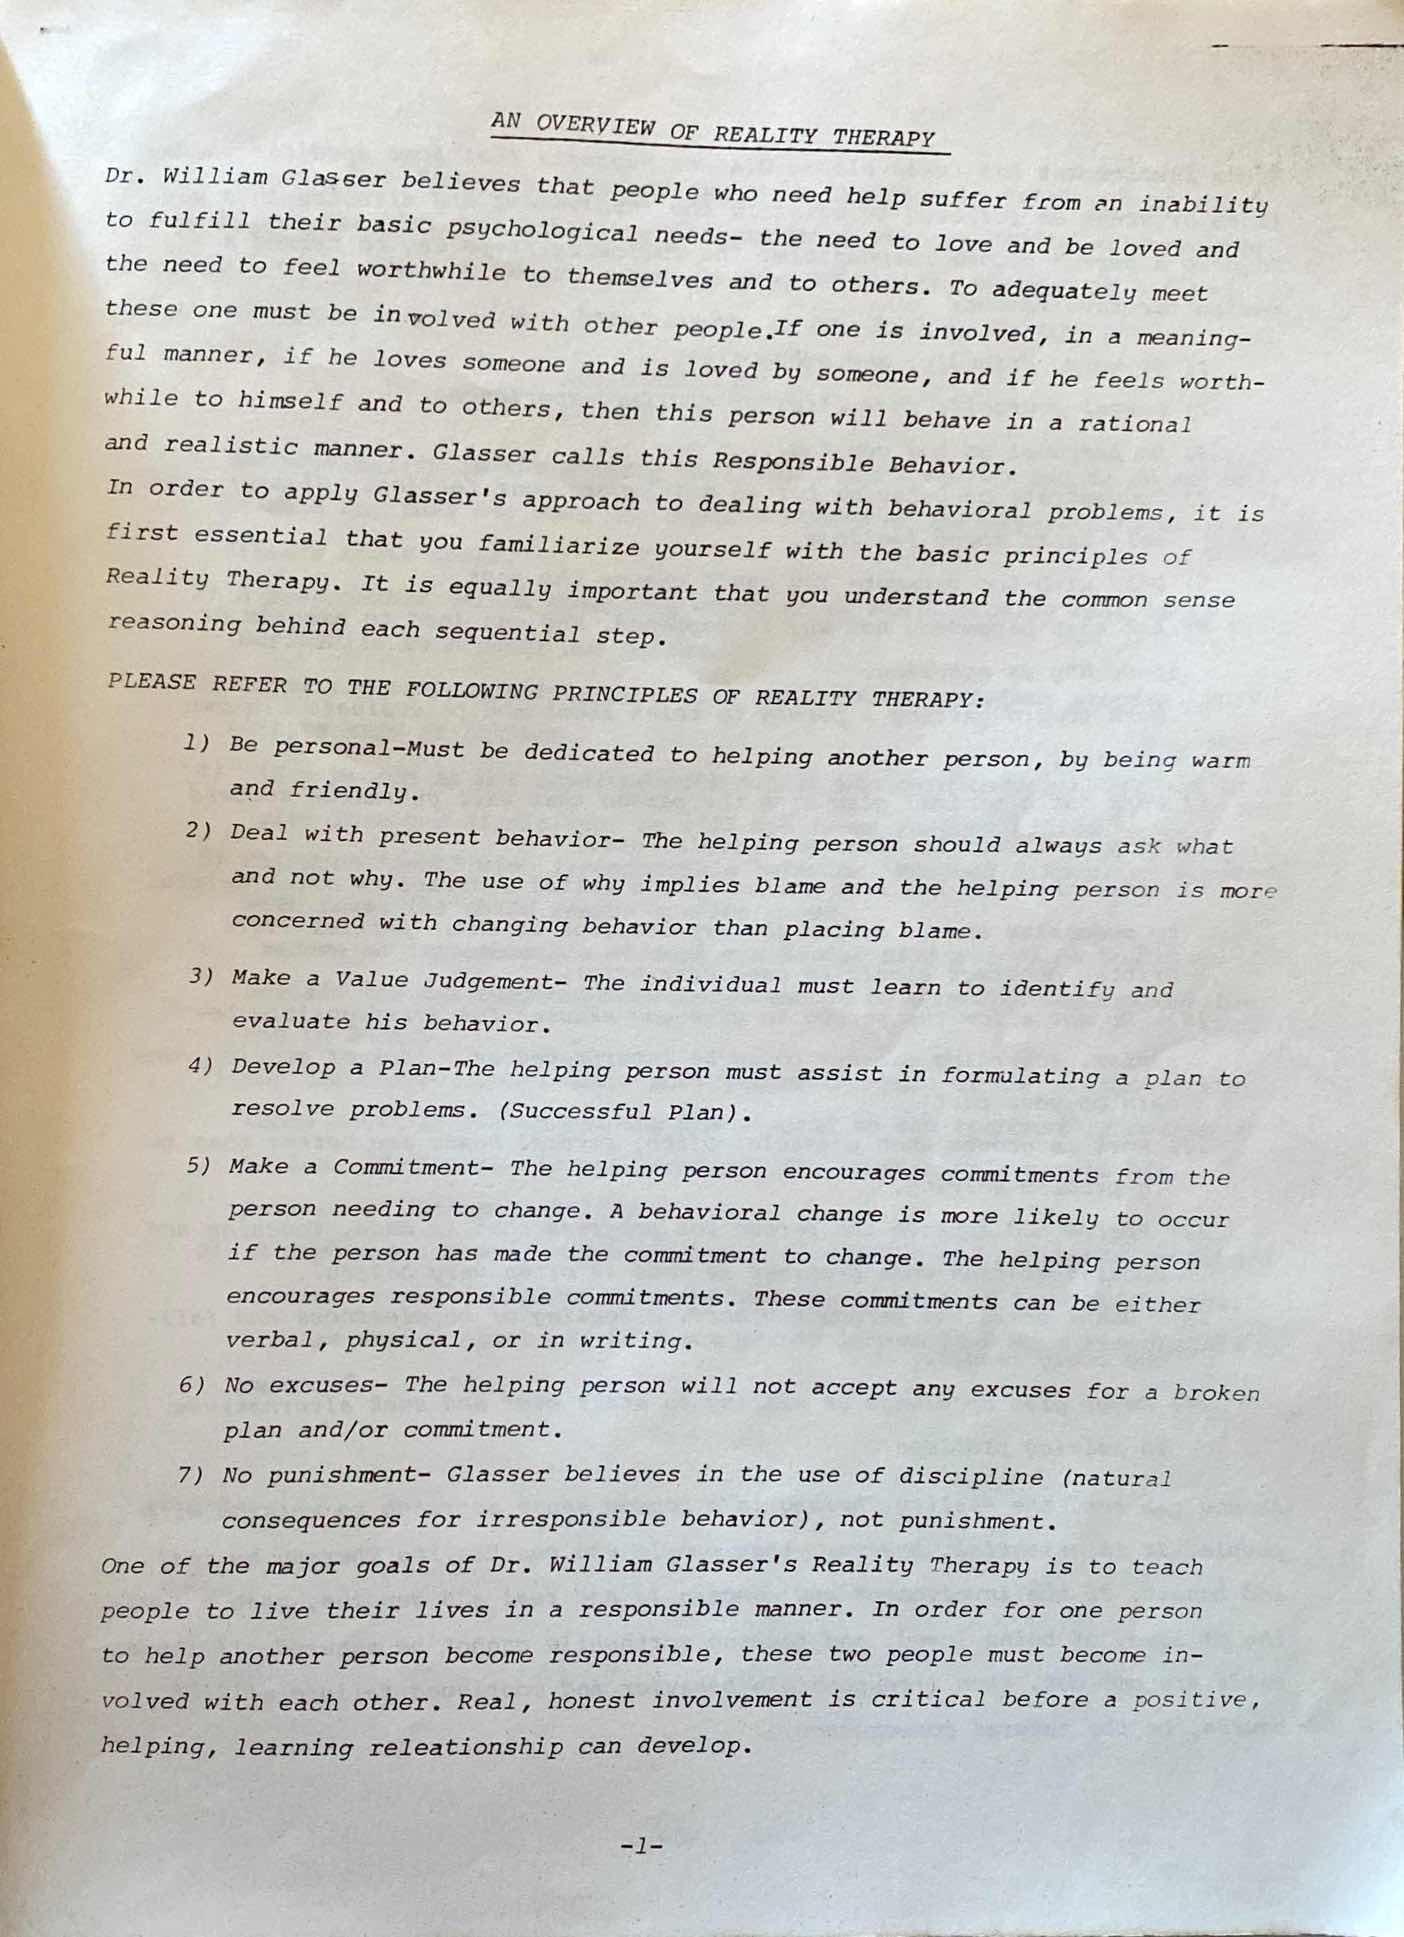 AN OVERVIEW OF REALITY THERAPY
Dr. William Glasser believes that people who need help suffer from an inability
to fulfill their basic psychological needs- the need to love and be loved and
the need to feel worthwhile to themselves and to others. To adequately meet
these one must be involved with other people.If one is involved, in a meaning-
ful manner, if he loves someone and is loved by someone, and if he feels worth-
while to himself and to others, then this person will behave in a rational
and realistic manner. Glasser calls this Responsible Behavior.
In order to apply Glasser's approach to dealing with behavioral problems, it is
first essential that you familiarize yourself with the basic principles of
Reality Therapy. It is equally important that you understand the common sense
reasoning behind each sequential step.
PLEASE REFER TO THE FOLLOWING PRINCIPLES OF REALITY THERAPY:
1) Be personal-Must be dedicated to helping another person, by being warm
and friendly.
2) Deal with present behavior- The helping person should always ask what
and not why. The use of why implies blame and the helping person is more
concerned with changing behavior than placing blame.
3) Make a Value Judgement- The individual must learn to identify and
evaluate his behavior.
4) Develop a Plan-The helping person must assist in formulating a plan to
resolve problems. (Successful Plan).
5) Make a Commitment- The helping person encourages commitments from the
person needing to change. A behavioral change is more likely to occur
if the person has made the commitment to change. The helping person
encourages responsible commitments. These commitments can be either
verbal, physical, or in writing.
6) No excuses- The helping person will not accept any excuses for a broken
plan and/or commitment.
7) No punishment- Glasser believes in the use of discipline (natural
consequences for irresponsible behavior), not punishment.
One of the major goals of Dr. William Glasser's Reality Therapy is to teach
people to live their lives in a responsible manner. In order for one person
to help another person become responsible, these two people must become in-
volved with each other. Real, honest involvement is critical before a positive,
helping, learning releationship can develop.
-1-